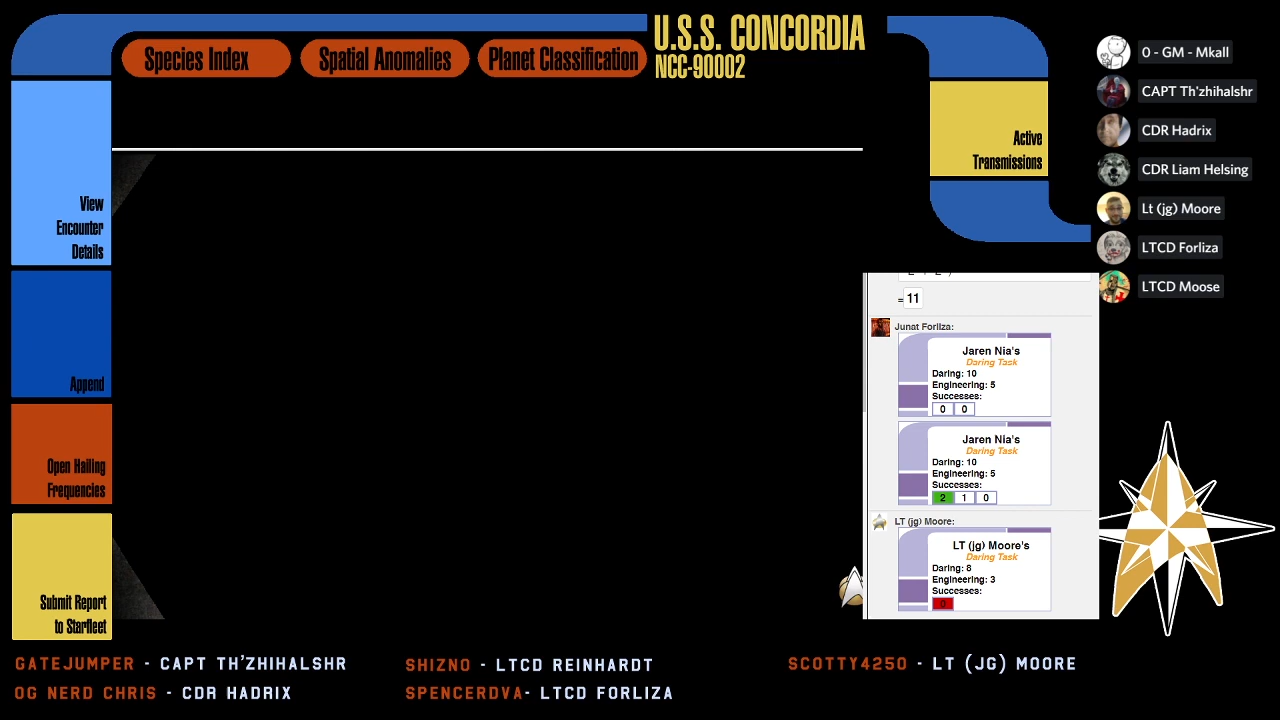 Species Index
Spatial Anomalies
Planet Classification
U.S.S. CONCORDIA
NCC-90002
Active
Transmissions
View
Encounter
Details
Append
Open Hailing
Frequencies
Submit Report
to Starfleet
0 - GM - Mkall
CAPT Th'zhihalshr
CDR Hadrix
CDR Liam Helsing
Lt (jg) Moore
LTCD Forliza
LTCD Moose
=11
Junat Forliza:
Jaren Nia's
Daring Task
Daring: 10
Engineering: 5
Successes:
0 0
Jaren Nia's
Daring Task
Daring: 10
Engineering: 5
Successes:
2 1 0
LT (jg) Moore:
LT (jg) Moore's
Daring Task
Daring: 8
Engineering: 3
Successes:
0
GATEJUMPER - CAPT TH'ZHIHALSHR
SHIZNO - LTCD REINHARDT
SCOTTY4250 - LT (JG) MOORE
OG NERD CHRIS - CDR HADRIX
SPENCERDVA- LTCD FORLIZA